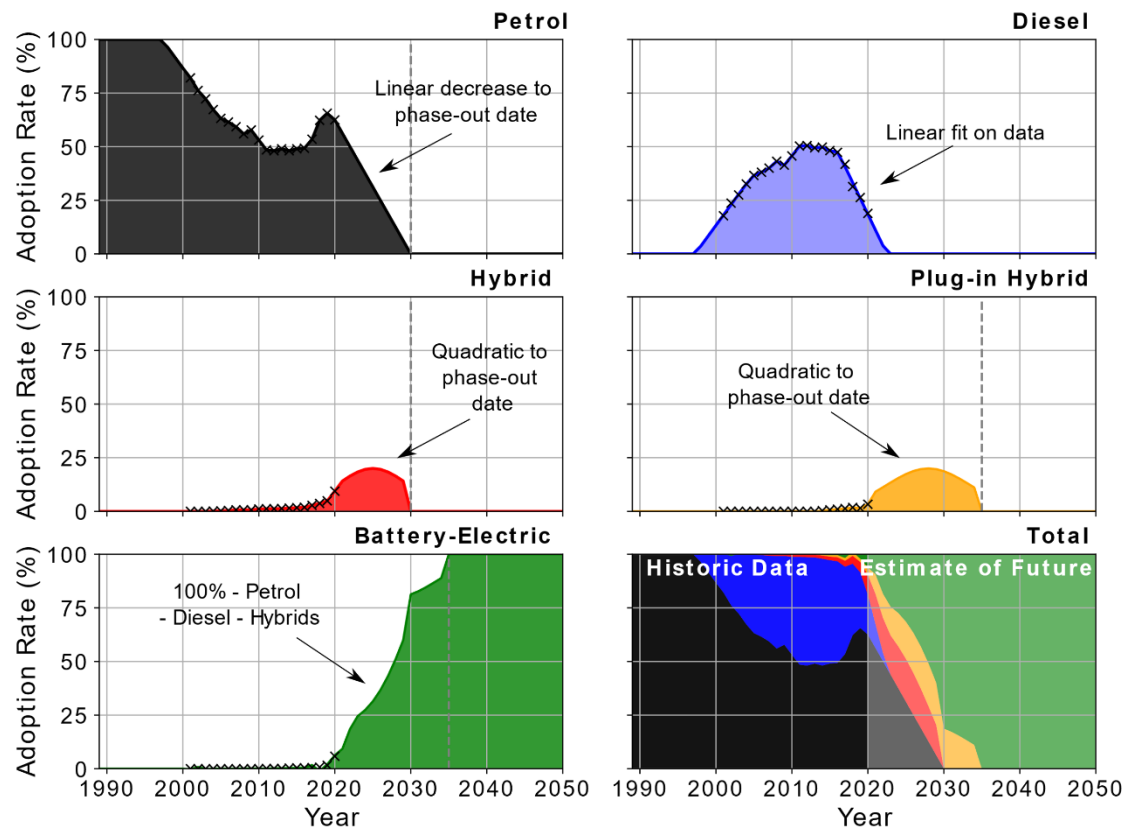 Petrol
Diesel
Adoption Rate (%)
100
75
50
25
0
Linear decrease to
phase-out date
Linear fit on data
Hybrid
Plug-in Hybrid
Adoption Rate (%)
100
75
50
25
0
Quadratic to
phase-out
date
Quadratic to
phase-out date
Battery-Electric
Total
Adoption Rate (%)
100
75
50
25
0
100% - Petrol
- Diesel - Hybrids
Historic Data
Estimate of Future
1990 2000 2010 2020 2030 2040 2050
1990 2000 2010 2020 2030 2040 2050
Year
Year